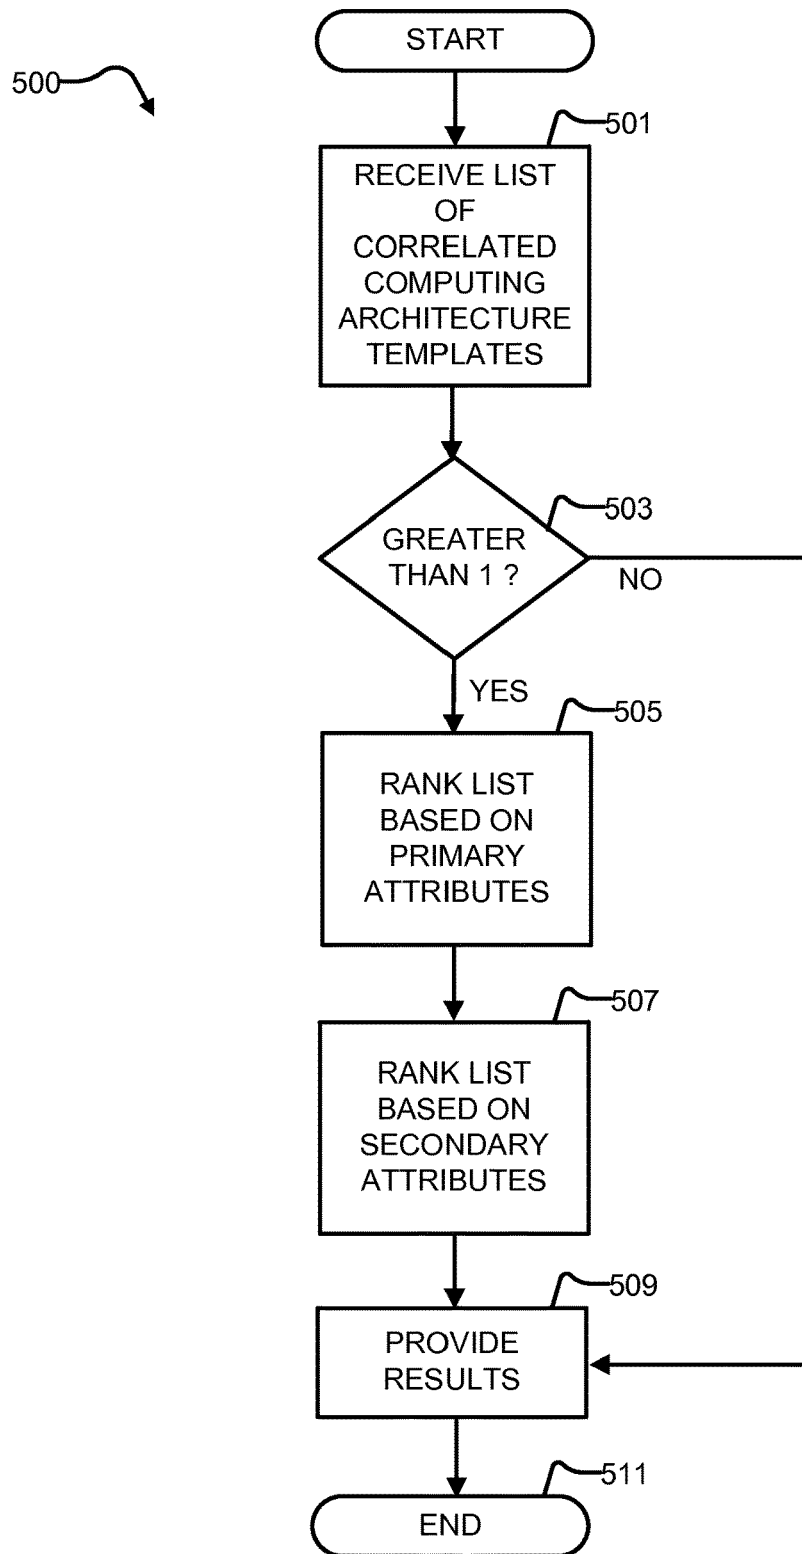 START
500
501
RECEIVE LIST
OF
CORRELATED
COMPUTING
ARCHITECTURE
TEMPLATES
503
GREATER
THAN 1 ?
NO
YES
505
RANK LIST
BASED ON
PRIMARY
ATTRIBUTES
507
RANK LIST
BASED ON
SECONDARY
ATTRIBUTES
509
PROVIDE
RESULTS
511
END